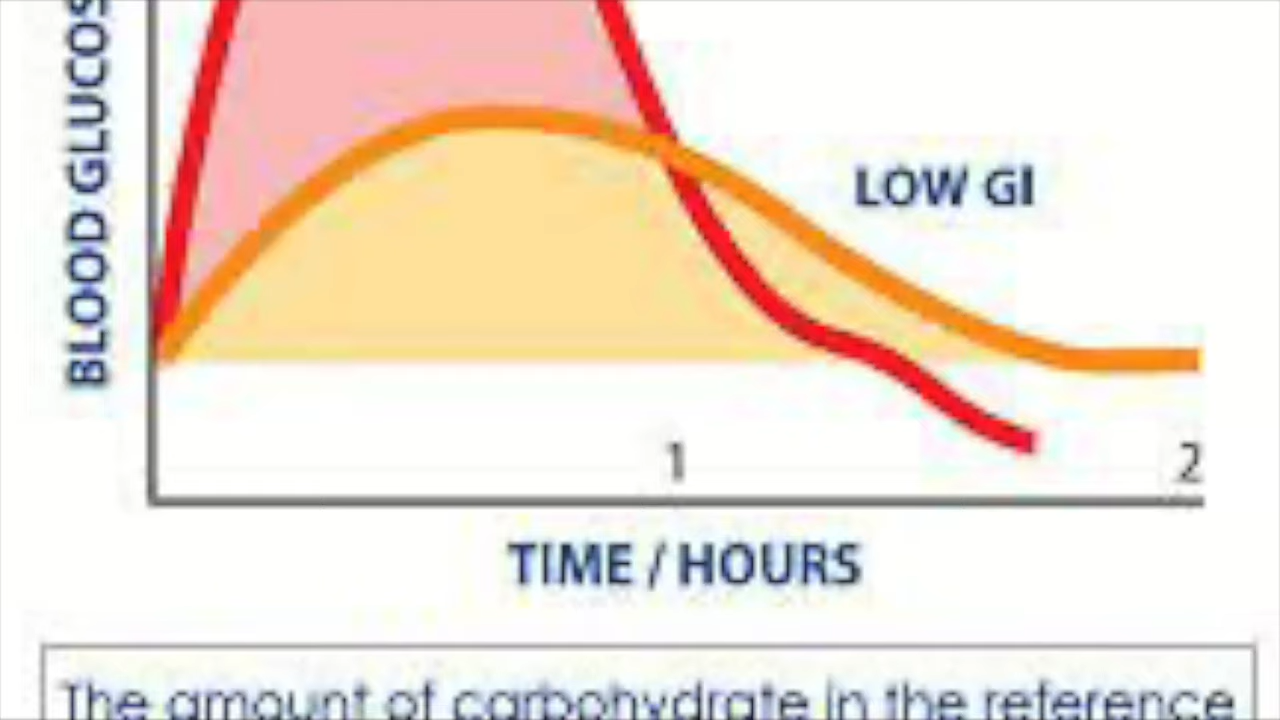 BLOOD GLUCOS
LOW GI
1
2
TIME / HOURS
The amount of carbohydrate in the reference